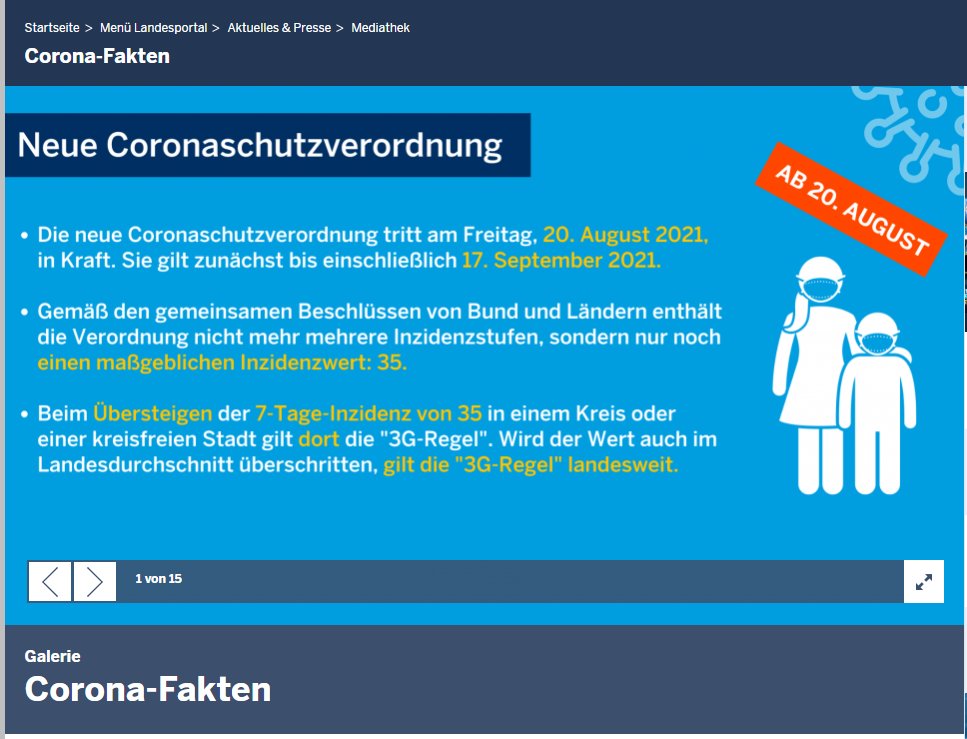 Startseite > Menü Landesportal > Aktuelles & Presse > Mediathek
Corona-Fakten
Neue Coronaschutzverordnung
AB 20. AUGUST
• Die neue Coronaschutzverordnung tritt am Freitag, 20. August 2021,
in Kraft. Sie gilt zunächst bis einschließlich 17. September 2021.
• Gemäß den gemeinsamen Beschlüssen von Bund und Ländern enthält
die Verordnung nicht mehr mehrere Inzidenzstufen, sondern nur noch
einen maßgeblichen Inzidenzwert: 35.
• Beim Übersteigen der 7-Tage-Inzidenz von 35 in einem Kreis oder
einer kreisfreien Stadt gilt dort die "3G-Regel". Wird der Wert auch im
Landesdurchschnitt überschritten, gilt die "3G-Regel" landesweit.
1 von 15
Galerie
Corona-Fakten